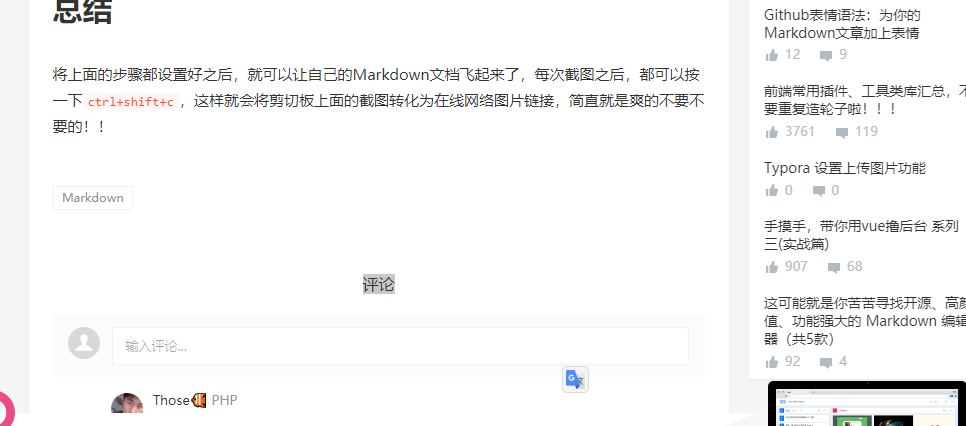 总结
将上面的步骤都设置好之后，就可以让自己的Markdown文档飞起来了，每次截图之后，都可以按
一下 ctrl+shift+c ，这样就会将剪切板上面的截图转化为在线网络图片链接，简直就是爽的不要不
要的！！
Markdown
评论
输入评论...
Those PHP
Github表情语法：为你的
Markdown文章加上表情
12 9
前端常用插件、工具类库汇总，不
要重复造轮子啦！！！
3761 119
Typora 设置上传图片功能
0 0
手摸手，带你用vue撸后台 系列
三(实战篇)
907 68
这可能就是你苦苦寻找开源、高颜
值、功能强大的 Markdown 编辑
器（共5款）
92 4